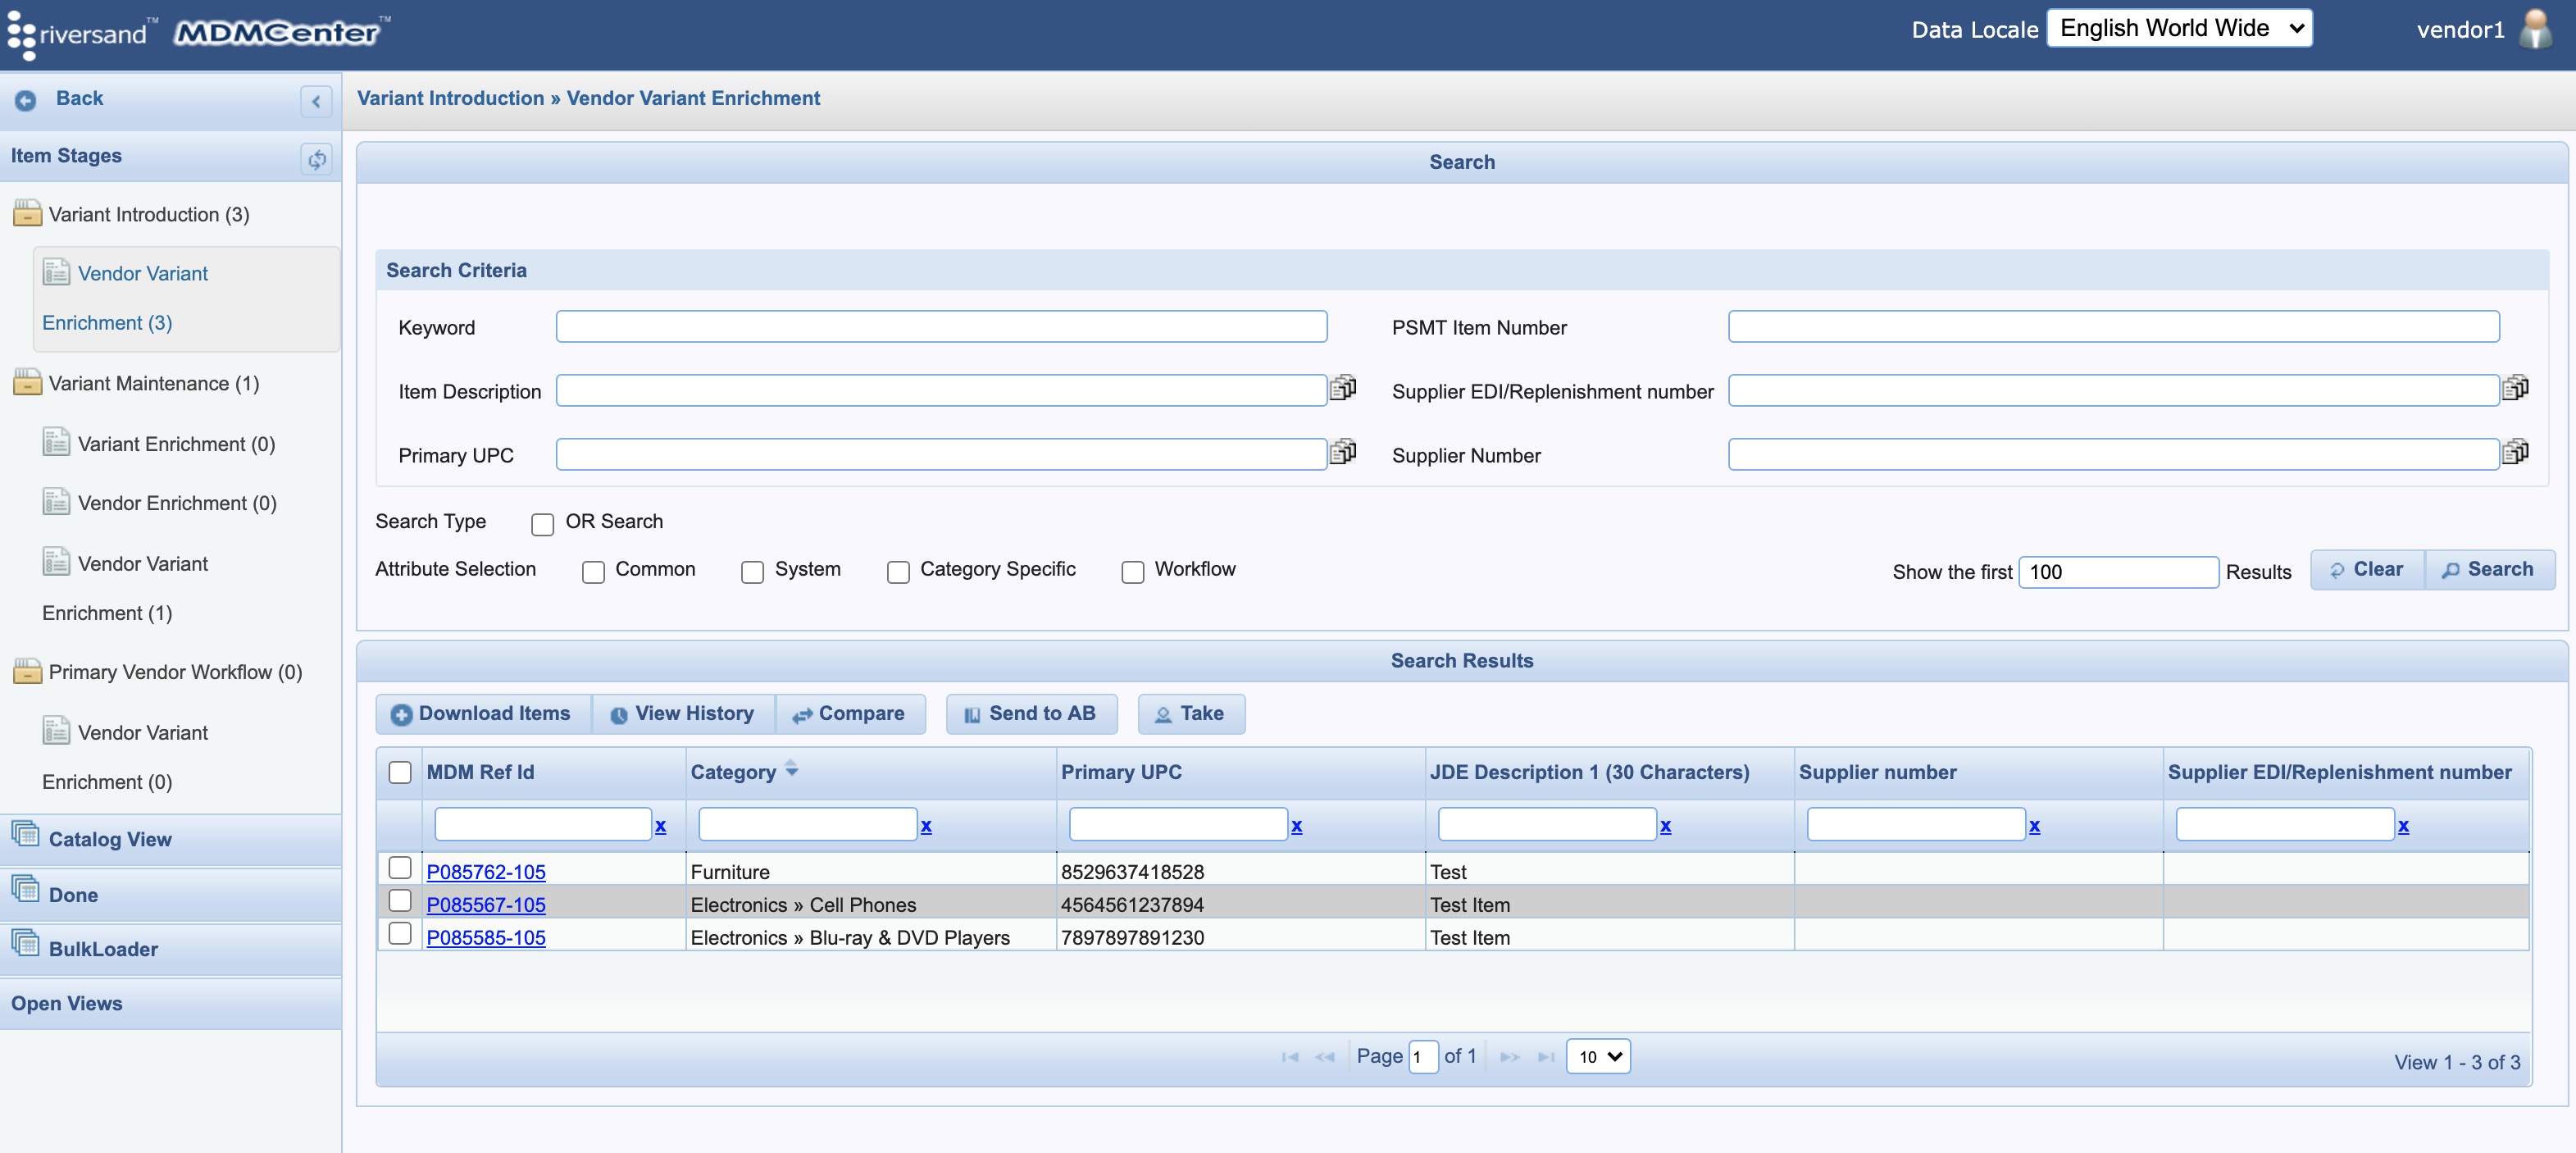 riversand™ MDMCenter™
Data Locale English World Wide vendor1
Back
Item Stages
Variant Introduction (3)
Vendor Variant
Enrichment (3)
Variant Maintenance (1)
Variant Enrichment (0)
Vendor Enrichment (0)
Vendor Variant
Enrichment (1)
Primary Vendor Workflow (0)
Vendor Variant
Enrichment (0)
Catalog View
Done
BulkLoader
Open Views
Variant Introduction » Vendor Variant Enrichment
Search
Search Criteria
Keyword PSMT Item Number
Item Description Supplier EDI/Replenishment number
Primary UPC Supplier Number
Search Type OR Search
Attribute Selection Common System Category Specific Workflow Show the first 100 Results Clear Search
Search Results
Download Items View History Compare Send to AB Take
MDM Ref Id Category Primary UPC JDE Description 1 (30 Characters) Supplier number Supplier EDI/Replenishment number
x x x x x x
P085762-105 Furniture 8529637418528 Test
P085567-105 Electronics » Cell Phones 4564561237894 Test Item
P085585-105 Electronics » Blu-ray & DVD Players 7897897891230 Test Item
Page 1 of 1 10 View 1 - 3 of 3